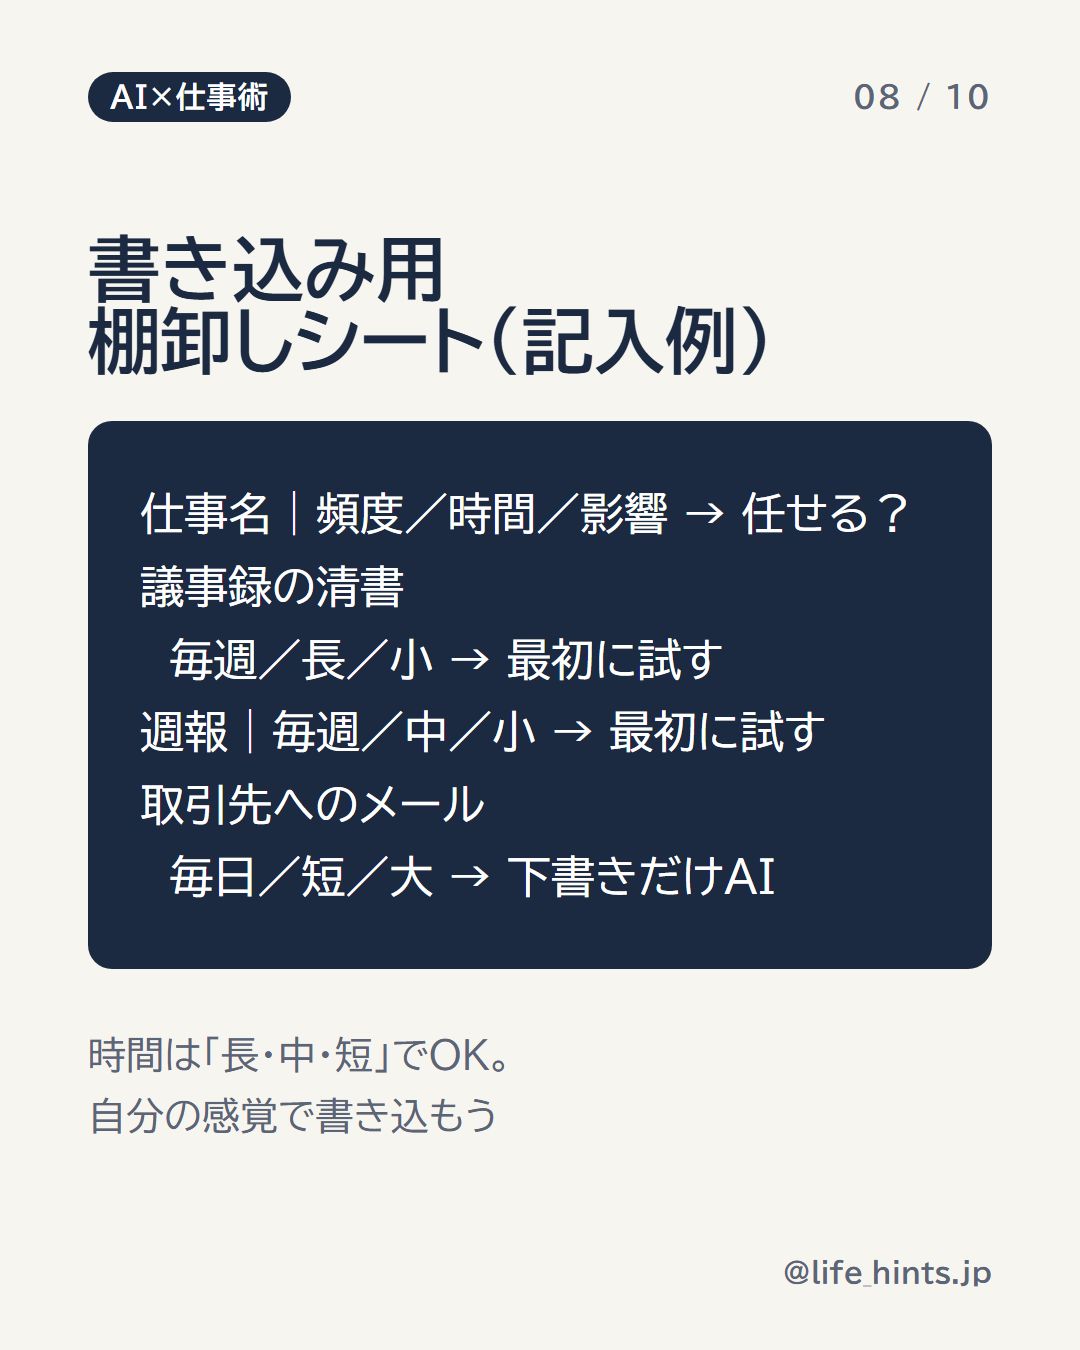 AI×仕事術
08 / 10
書き込み用
棚卸しシート(記入例)
仕事名｜頻度／時間／影響 → 任せる？
議事録の清書
毎週／長／小 → 最初に試す
週報｜毎週／中／小 → 最初に試す
取引先へのメール
毎日／短／大 → 下書きだけAI
時間は「長・中・短」でOK。
自分の感覚で書き込もう
@life_hints.jp